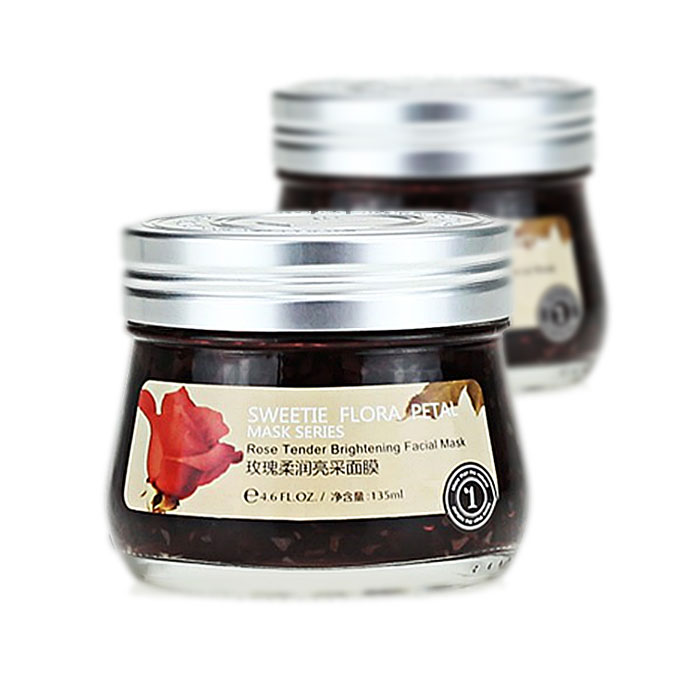 SWEETIE FLORA PETAL
MASK SERIES
Rose Tender Brightening Facial Mask
玫瑰柔润亮采面膜
℮4.6 FL.OZ. / 净含量:135ml
1